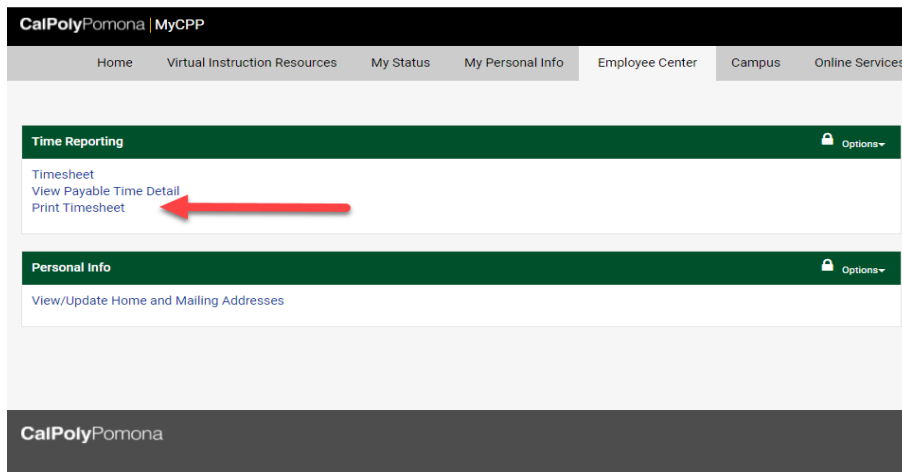 CalPolyPomona | MyCPP
Home Virtual Instruction Resources My Status My Personal Info Employee Center Campus Online Services
Time Reporting Options
Timesheet
View Payable Time Detail
Print Timesheet
Personal Info Options
View/Update Home and Mailing Addresses
CalPolyPomona